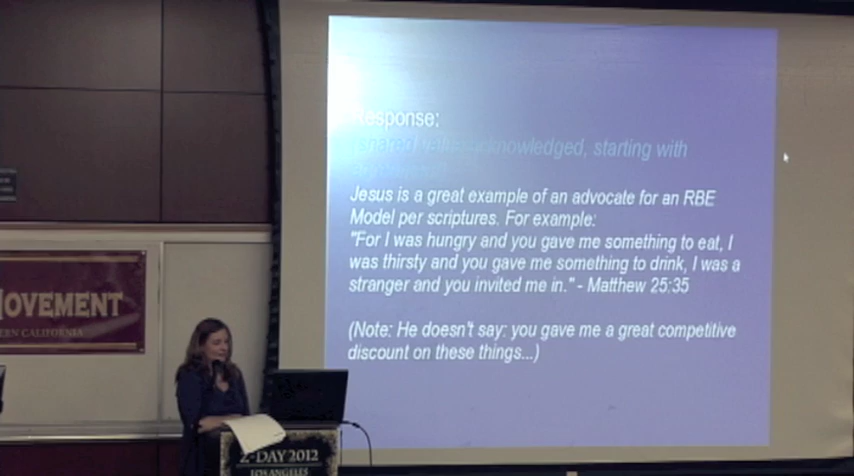 MOVEMENT
ERN CALIFORNIA
Response:
acknowledged, starting with
Jesus is a great example of an advocate for an RBE
Model per scriptures. For example:
"For I was hungry and you gave me something to eat, I
was thirsty and you gave me something to drink, I was a
stranger and you invited me in." - Matthew 25:35
(Note: He doesn't say: you gave me a great competitive
discount on these things...)
Z-DAY 2012
LOS ANGELES